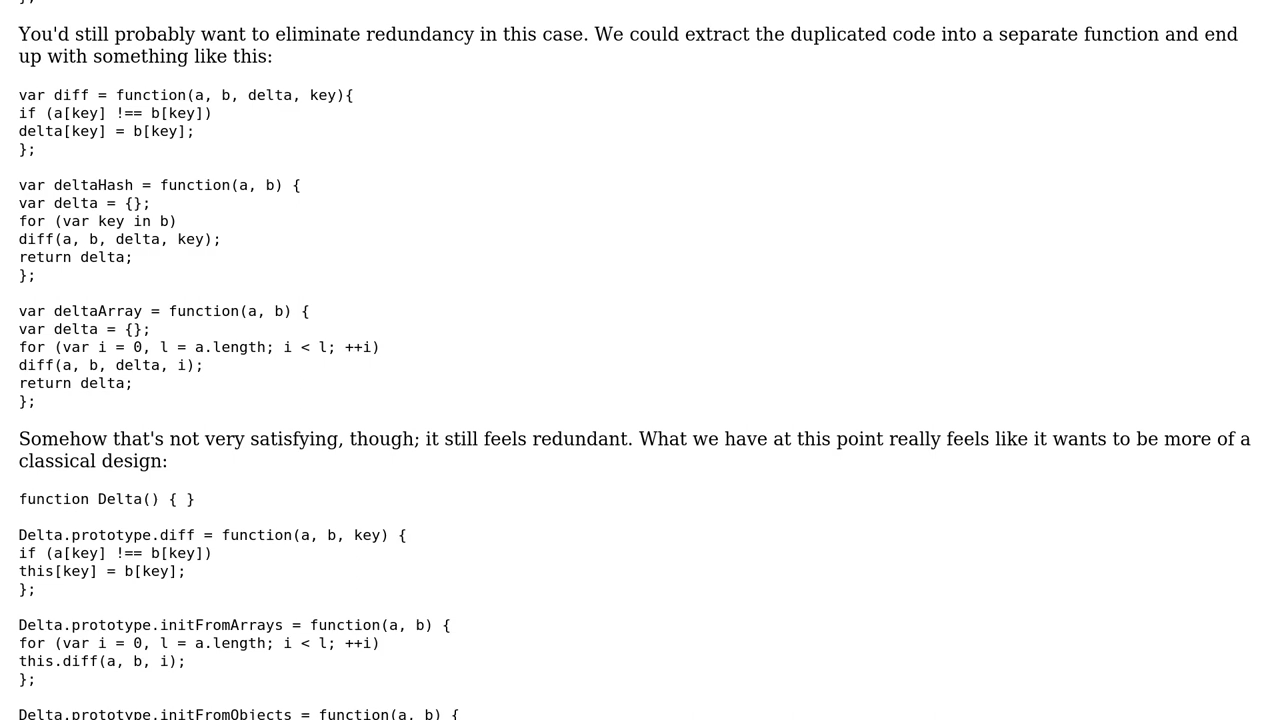 };
You'd still probably want to eliminate redundancy in this case. We could extract the duplicated code into a separate function and end
up with something like this:
var diff = function(a, b, delta, key){
if (a[key] !== b[key])
delta[key] = b[key];
};
var deltaHash = function(a, b) {
var delta = {};
for (var key in b)
diff(a, b, delta, key);
return delta;
};
var deltaArray = function(a, b) {
var delta = {};
for (var i = 0, l = a.length; i < l; ++i)
diff(a, b, delta, i);
return delta;
};
Somehow that's not very satisfying, though; it still feels redundant. What we have at this point really feels like it wants to be more of a
classical design:
function Delta() { }
Delta.prototype.diff = function(a, b, key) {
if (a[key] !== b[key])
this[key] = b[key];
};
Delta.prototype.initFromArrays = function(a, b) {
for (var i = 0, l = a.length; i < l; ++i)
this.diff(a, b, i);
};
Delta.prototype.initFromObjects = function(a, b) {